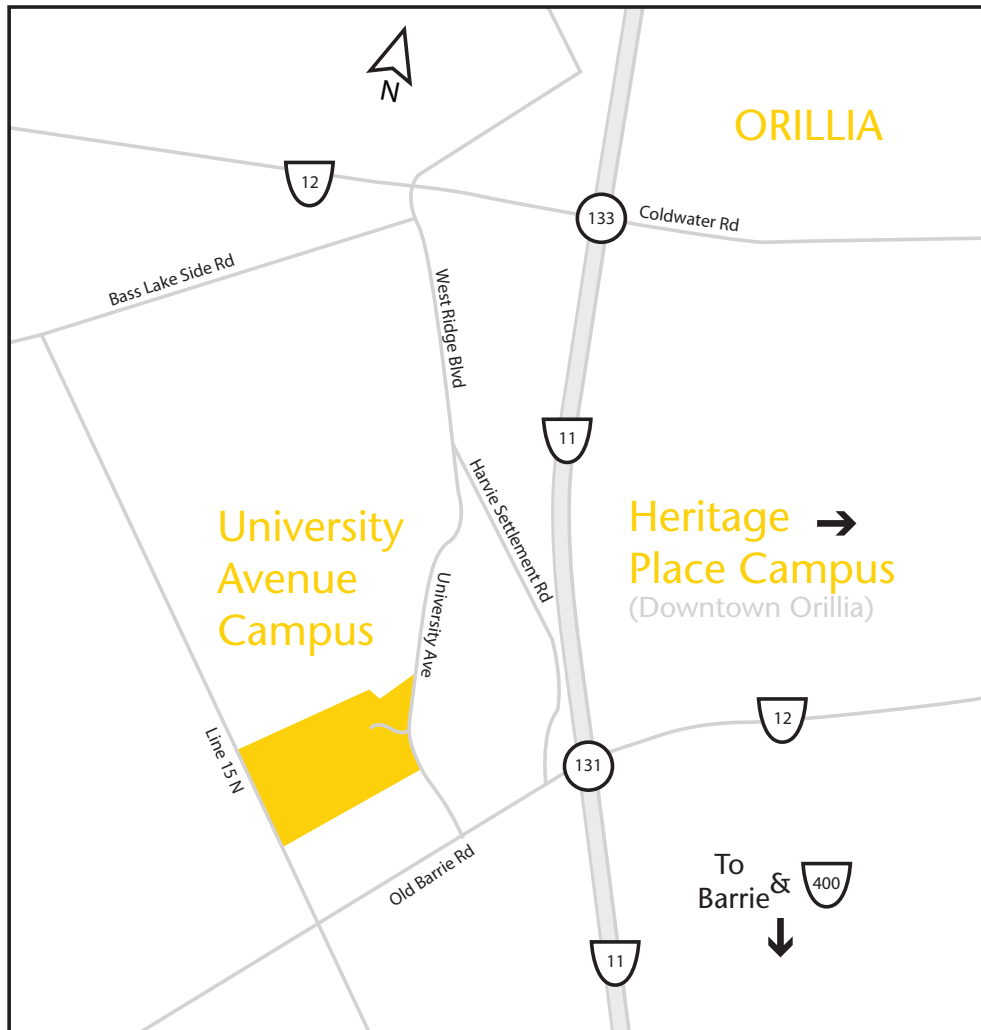 N
ORILLIA
12
133
Coldwater Rd
Bass Lake Side Rd
West Ridge Blvd
11
Harvie Settlement Rd
University
Avenue
Campus
Heritage
Place Campus
(Downtown Orillia)
University Ave
Line 15 N
12
131
Old Barrie Rd
To
Barrie & 400
11